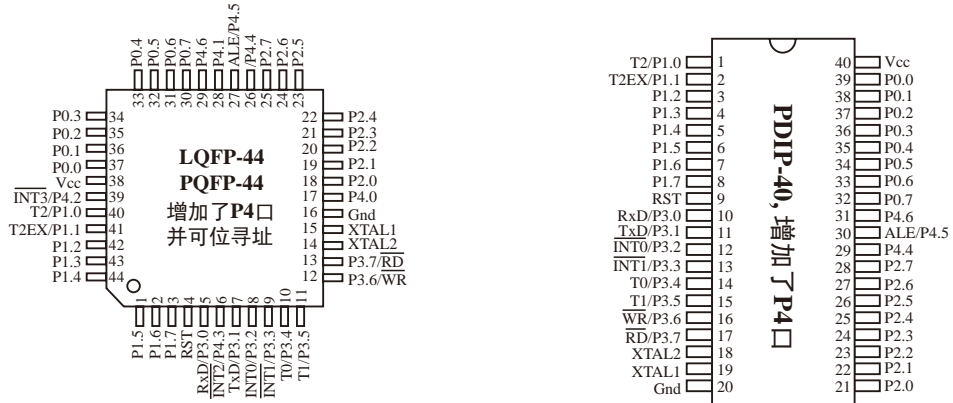 P0.4
P0.5
P0.6
P0.7
P4.6
P4.1
ALE/P4.5
/P4.4
P2.7
P2.6
P2.5
33
32
31
30
29
28
27
26
25
24
23
P0.3 34
P0.2 35
P0.1 36
P0.0 37
Vcc 38
INT3/P4.2 39
T2/P1.0 40
T2EX/P1.1 41
P1.2 42
P1.3 43
P1.4 44
LQFP-44
PQFP-44
增加了P4口
并可位寻址
22 P2.4
21 P2.3
20 P2.2
19 P2.1
18 P2.0
17 P4.0
16 Gnd
15 XTAL1
14 XTAL2
13 P3.7/RD
12 P3.6/WR
1
2
3
4
5
6
7
8
9
10
11
P1.5
P1.6
P1.7
RST
RxD/P3.0
INT2/P4.3
TxD/P3.1
INT0/P3.2
INT1/P3.3
T0/P3.4
T1/P3.5
T2/P1.0 1
T2EX/P1.1 2
P1.2 3
P1.3 4
P1.4 5
P1.5 6
P1.6 7
P1.7 8
RST 9
RxD/P3.0 10
TxD/P3.1 11
INT0/P3.2 12
INT1/P3.3 13
T0/P3.4 14
T1/P3.5 15
WR/P3.6 16
RD/P3.7 17
XTAL2 18
XTAL1 19
Gnd 20
PDIP-40, 增加了P4口
40 Vcc
39 P0.0
38 P0.1
37 P0.2
36 P0.3
35 P0.4
34 P0.5
33 P0.6
32 P0.7
31 P4.6
30 ALE/P4.5
29 P4.4
28 P2.7
27 P2.6
26 P2.5
25 P2.4
24 P2.3
23 P2.2
22 P2.1
21 P2.0